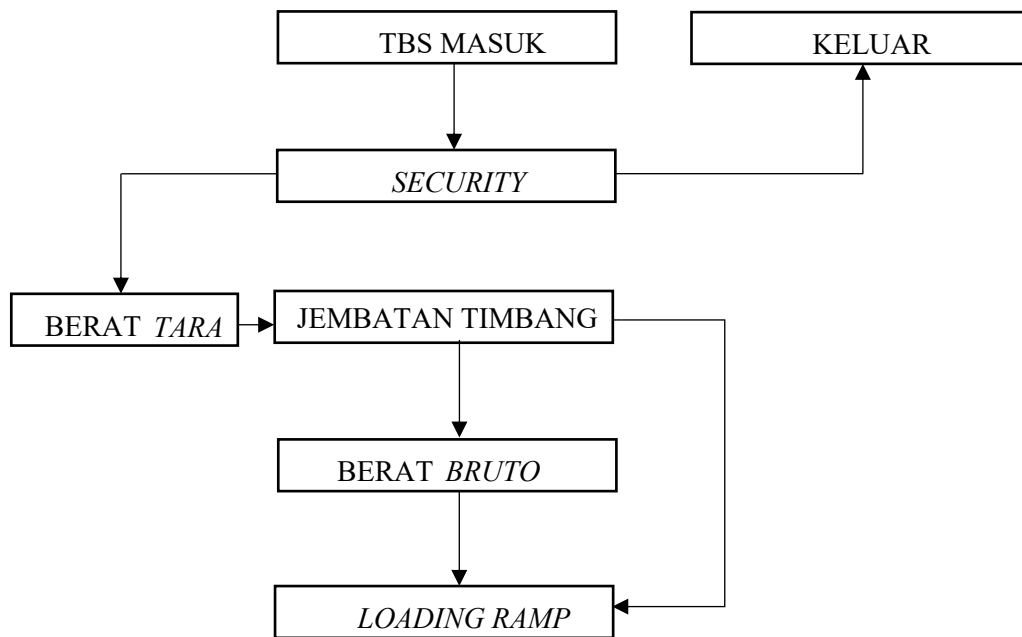 TBS MASUK
KELUAR
SECURITY
BERAT TARA
JEMBATAN TIMBANG
BERAT BRUTO
LOADING RAMP